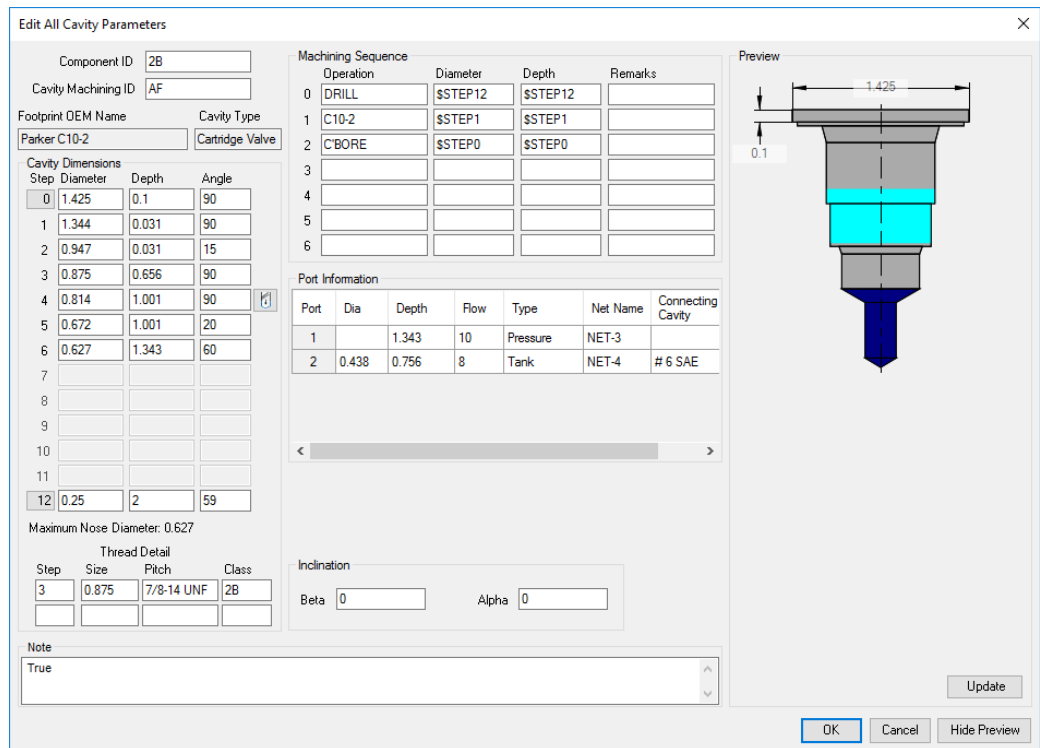 Edit All Cavity Parameters
Component ID 2B
Cavity Machining ID AF
Footprint OEM Name Cavity Type
Parker C10-2 Cartridge Valve
Cavity Dimensions
Step Diameter Depth Angle
0 1.425 0.1 90
1 1.344 0.031 90
2 0.947 0.031 15
3 0.875 0.656 90
4 0.814 1.001 90
5 0.672 1.001 20
6 0.627 1.343 60
7
8
9
10
11
12 0.25 2 59
Maximum Nose Diameter: 0.627
Thread Detail
Step Size Pitch Class
3 0.875 7/8-14 UNF 2B
Machining Sequence
Operation Diameter Depth Remarks
0 DRILL $STEP12 $STEP12
1 C10-2 $STEP1 $STEP1
2 C'BORE $STEP0 $STEP0
3
4
5
6
Port Information
Port Dia Depth Flow Type Net Name Connecting Cavity
1 1.343 10 Pressure NET-3
2 0.438 0.756 8 Tank NET-4 # 6 SAE
Inclination
Beta 0 Alpha 0
Preview
1.425
0.1
Note
True
Update
OK Cancel Hide Preview